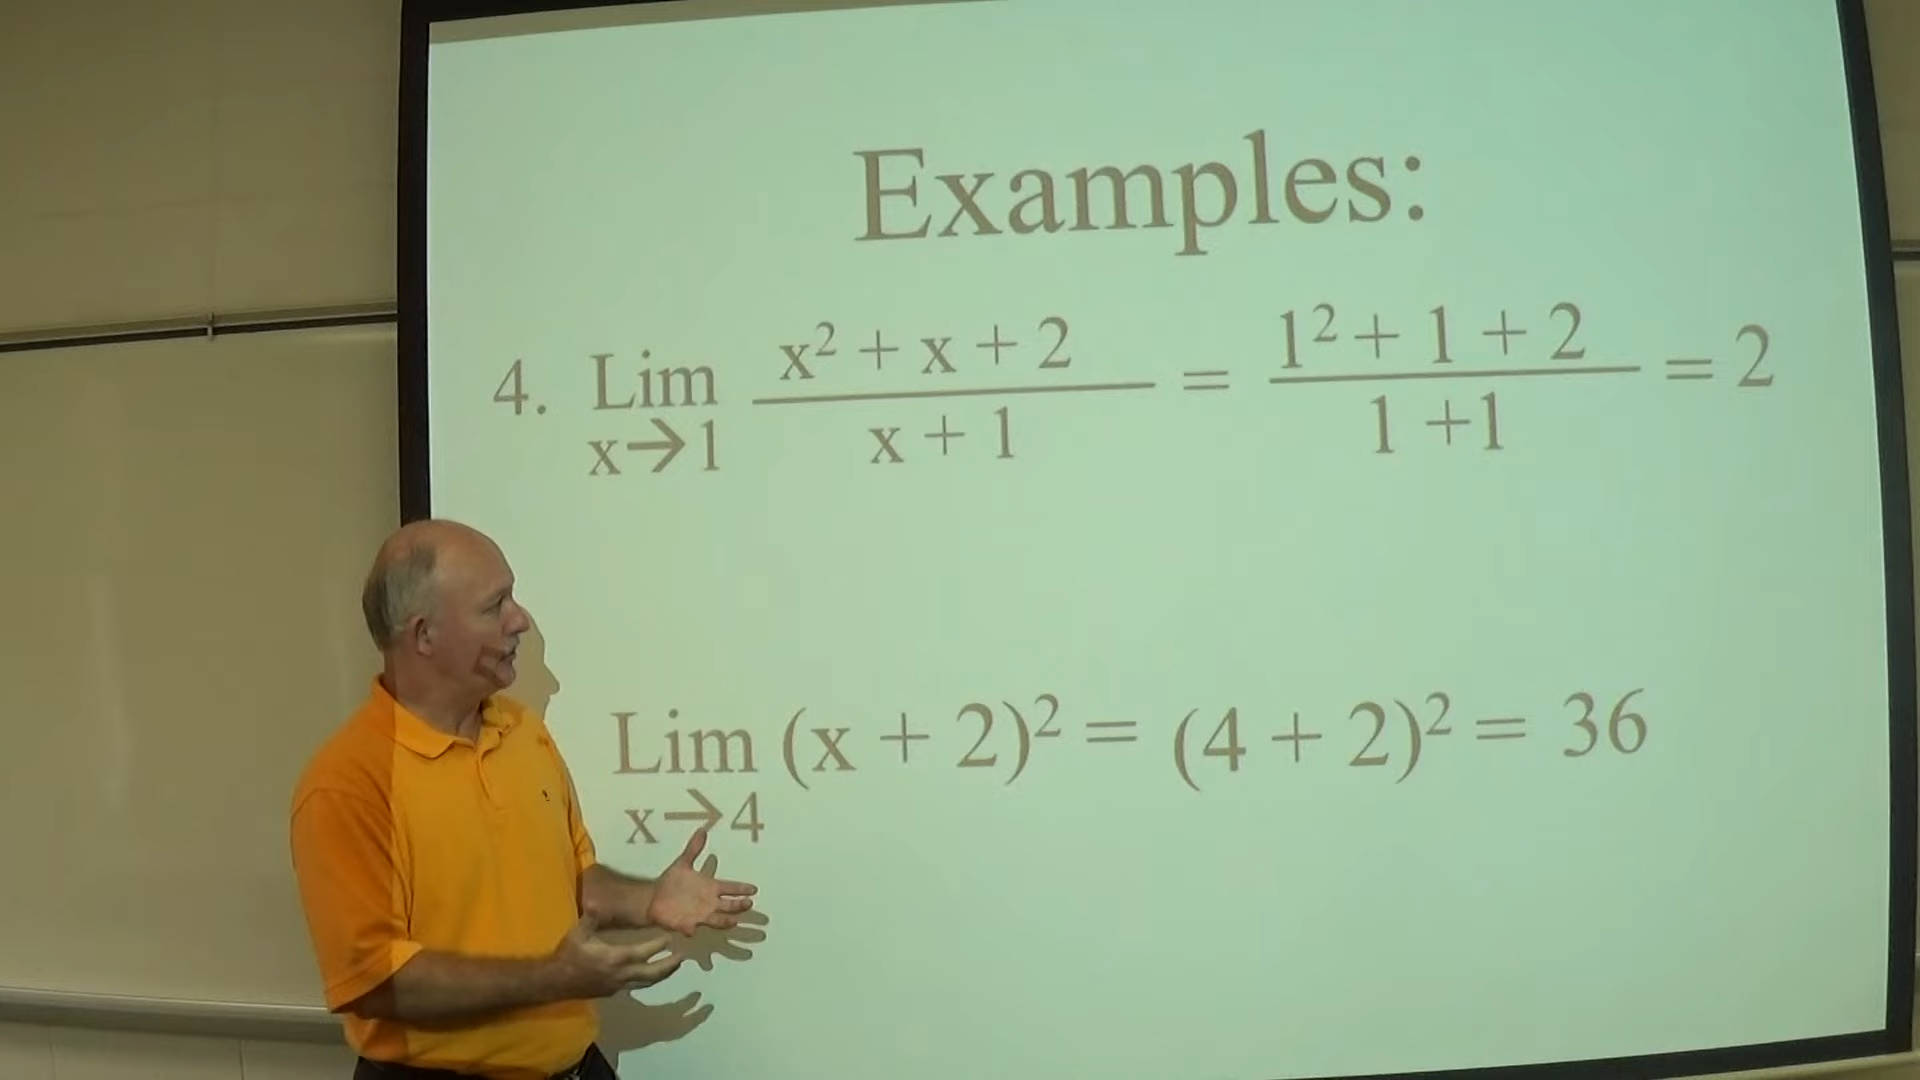 Examples:
4. Lim x→1 x² + x + 2 / x + 1 = 1² + 1 + 2 / 1 +1 = 2
Lim x→4 (x + 2)² = (4 + 2)² = 36